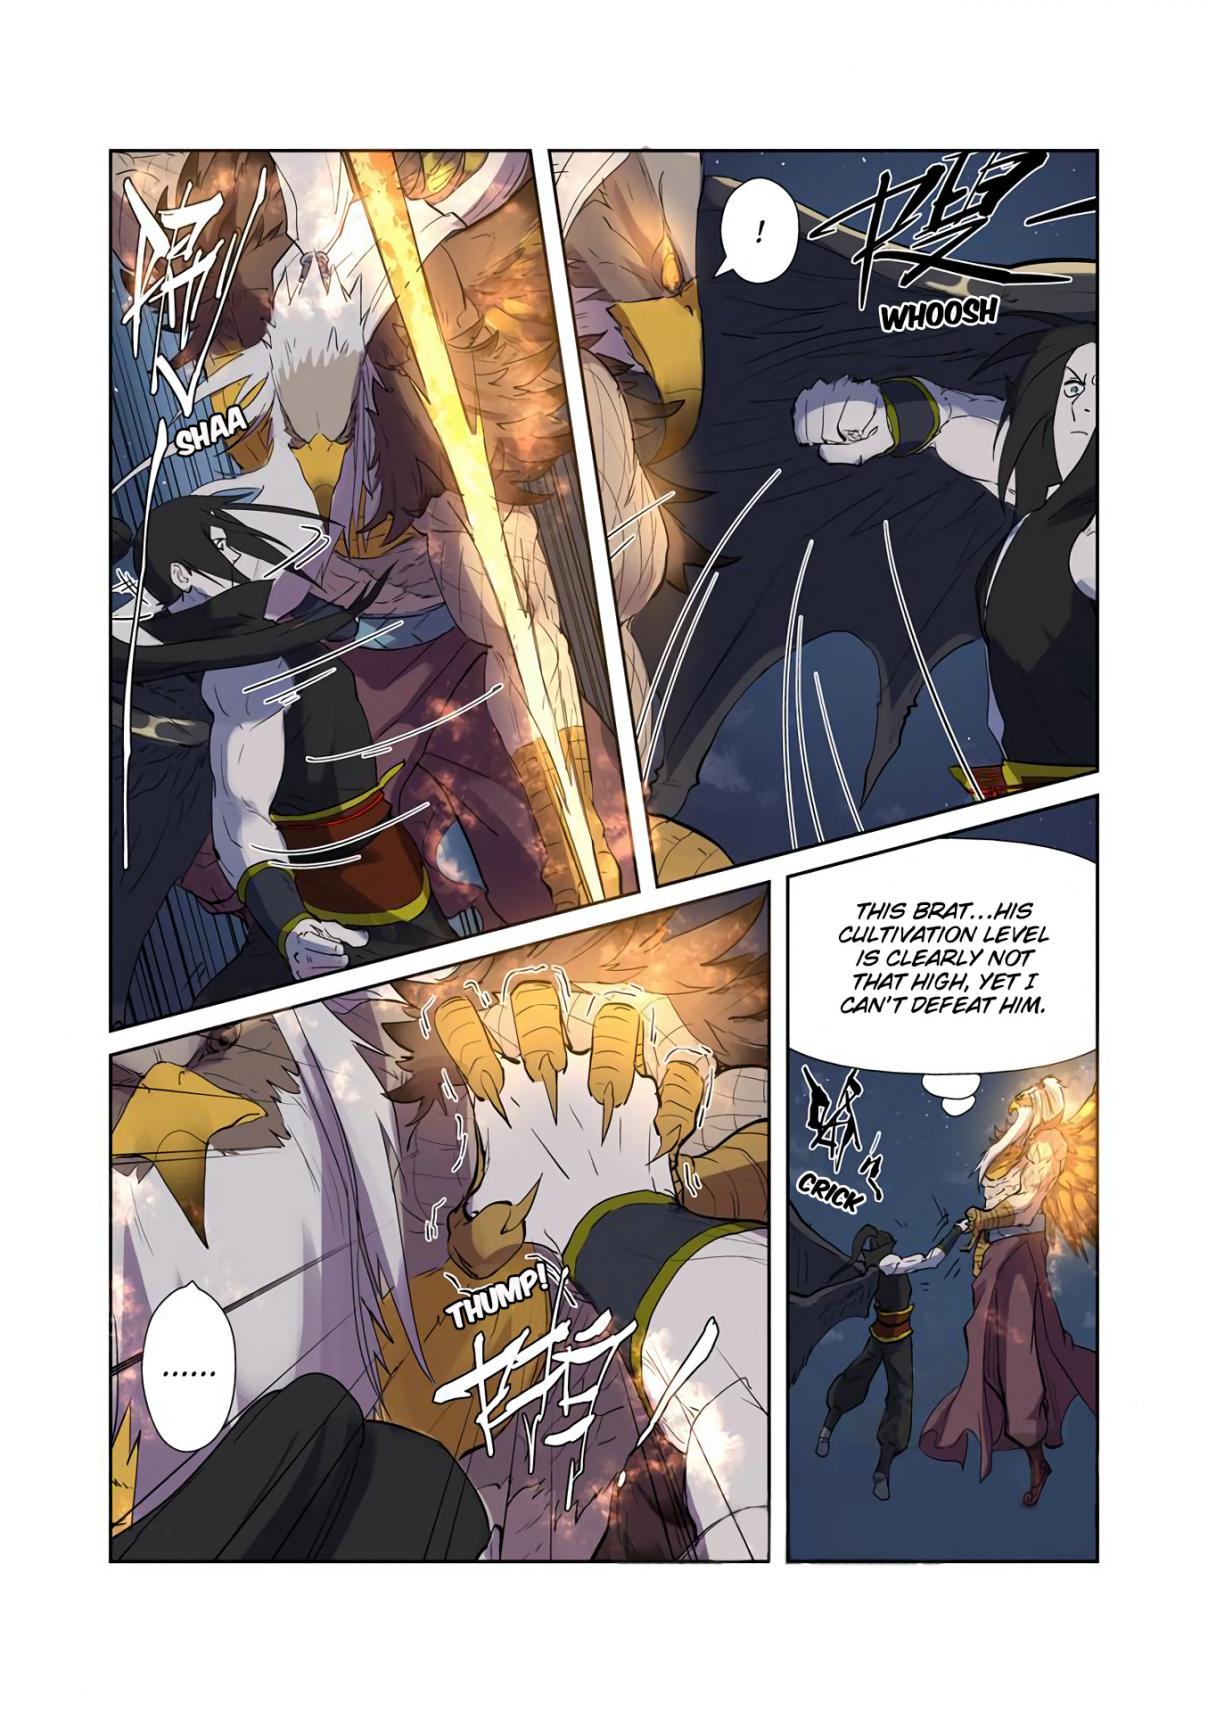 SHAA
!
WHOOSH
......
THUMP!
THIS BRAT...HIS
CULTIVATION LEVEL
IS CLEARLY NOT
THAT HIGH, YET I
CAN'T DEFEAT HIM.
CRICK